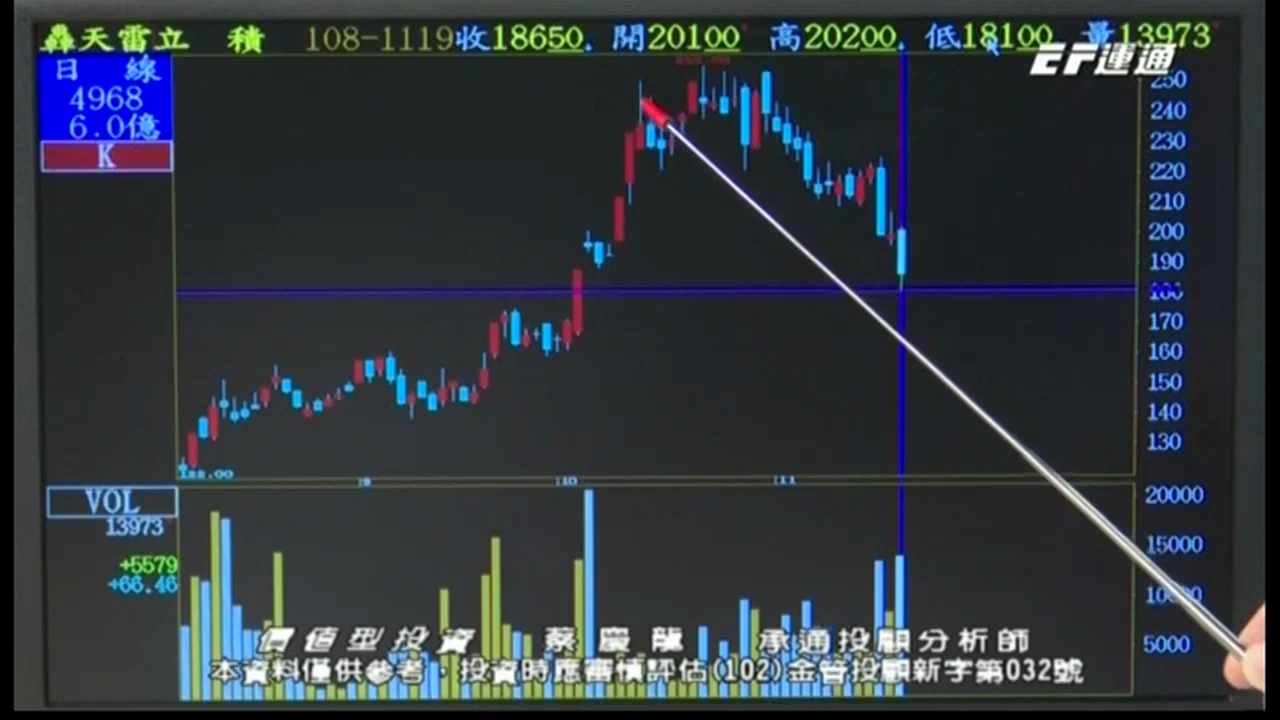 鱻天雷立 積 108-1119收18650. 開20100 高20200. 低18100 量13973
EF運通
日 線
4968
6.0億
K
250
240
230
220
210
200
190
180
170
160
150
140
130
9 10 11
VOL
13973
+5579
+66.46
20000
15000
10000
5000
價值型投資 蔡慶龍 承通投顧分析師
本資料僅供參考，投資時應審慎評估(102)金管投顧新字第032號